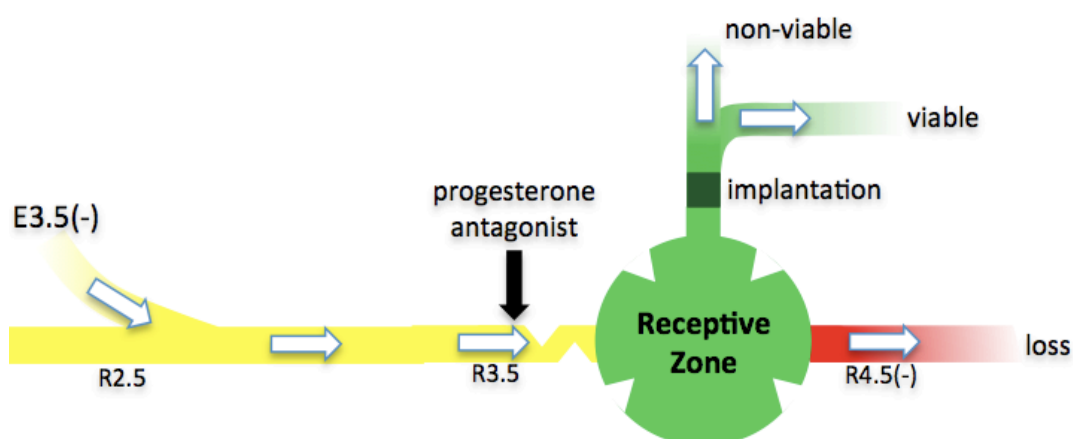 non-viable
viable
implantation
progesterone
antagonist
E3.5(-)
Receptive
Zone
loss
R2.5
R3.5
R4.5(-)